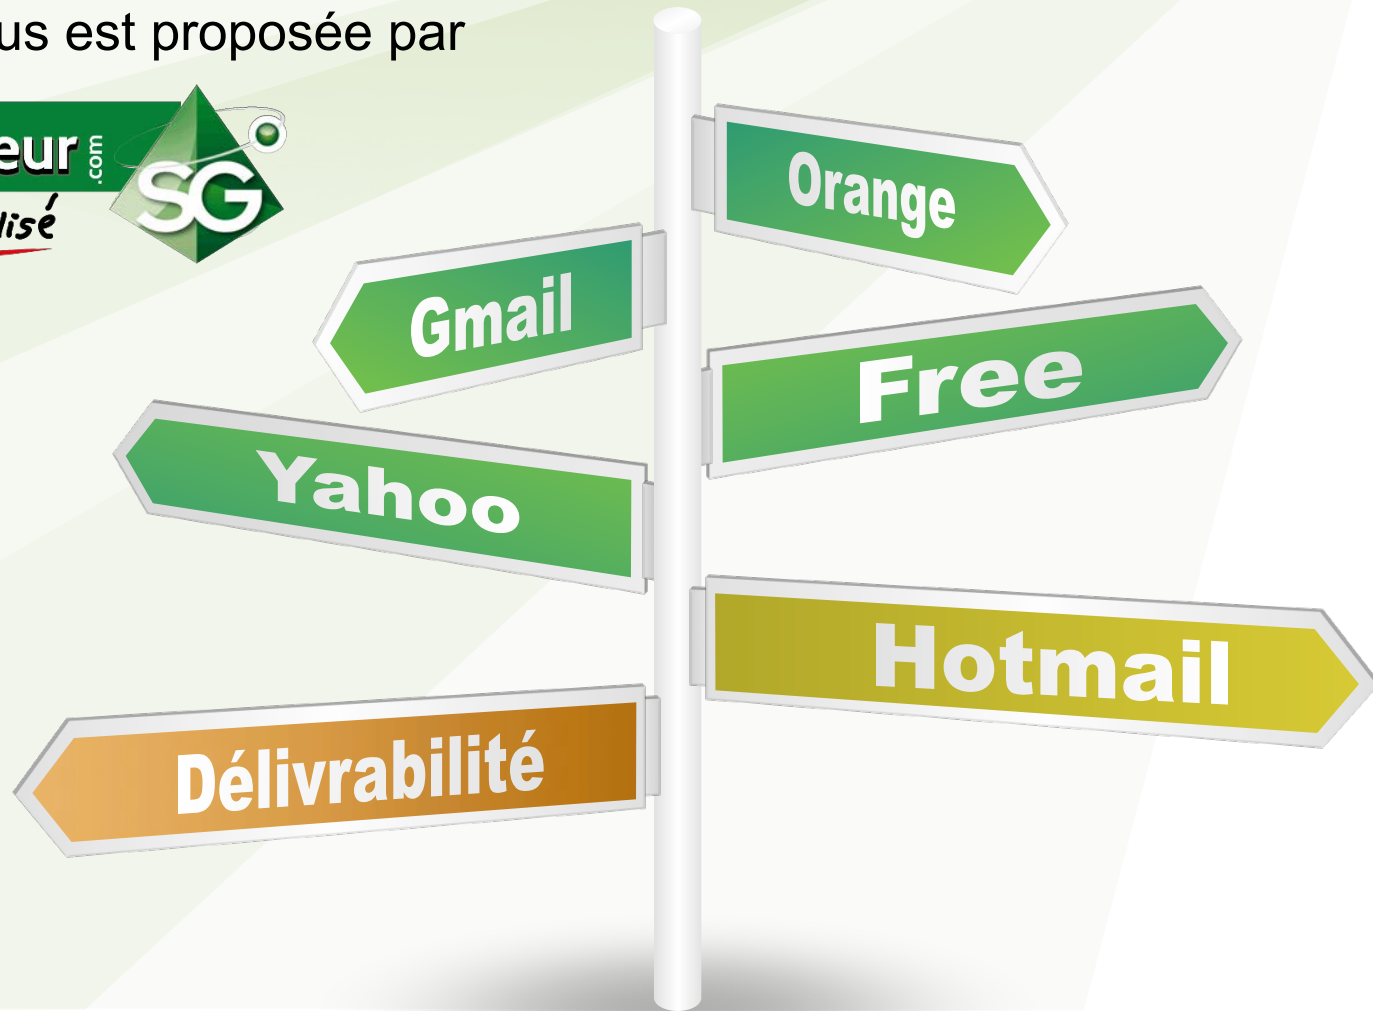 us est proposée par
eur
.com
lisé
SG
Orange
Gmail
Free
Yahoo
Hotmail
Délivrabilité